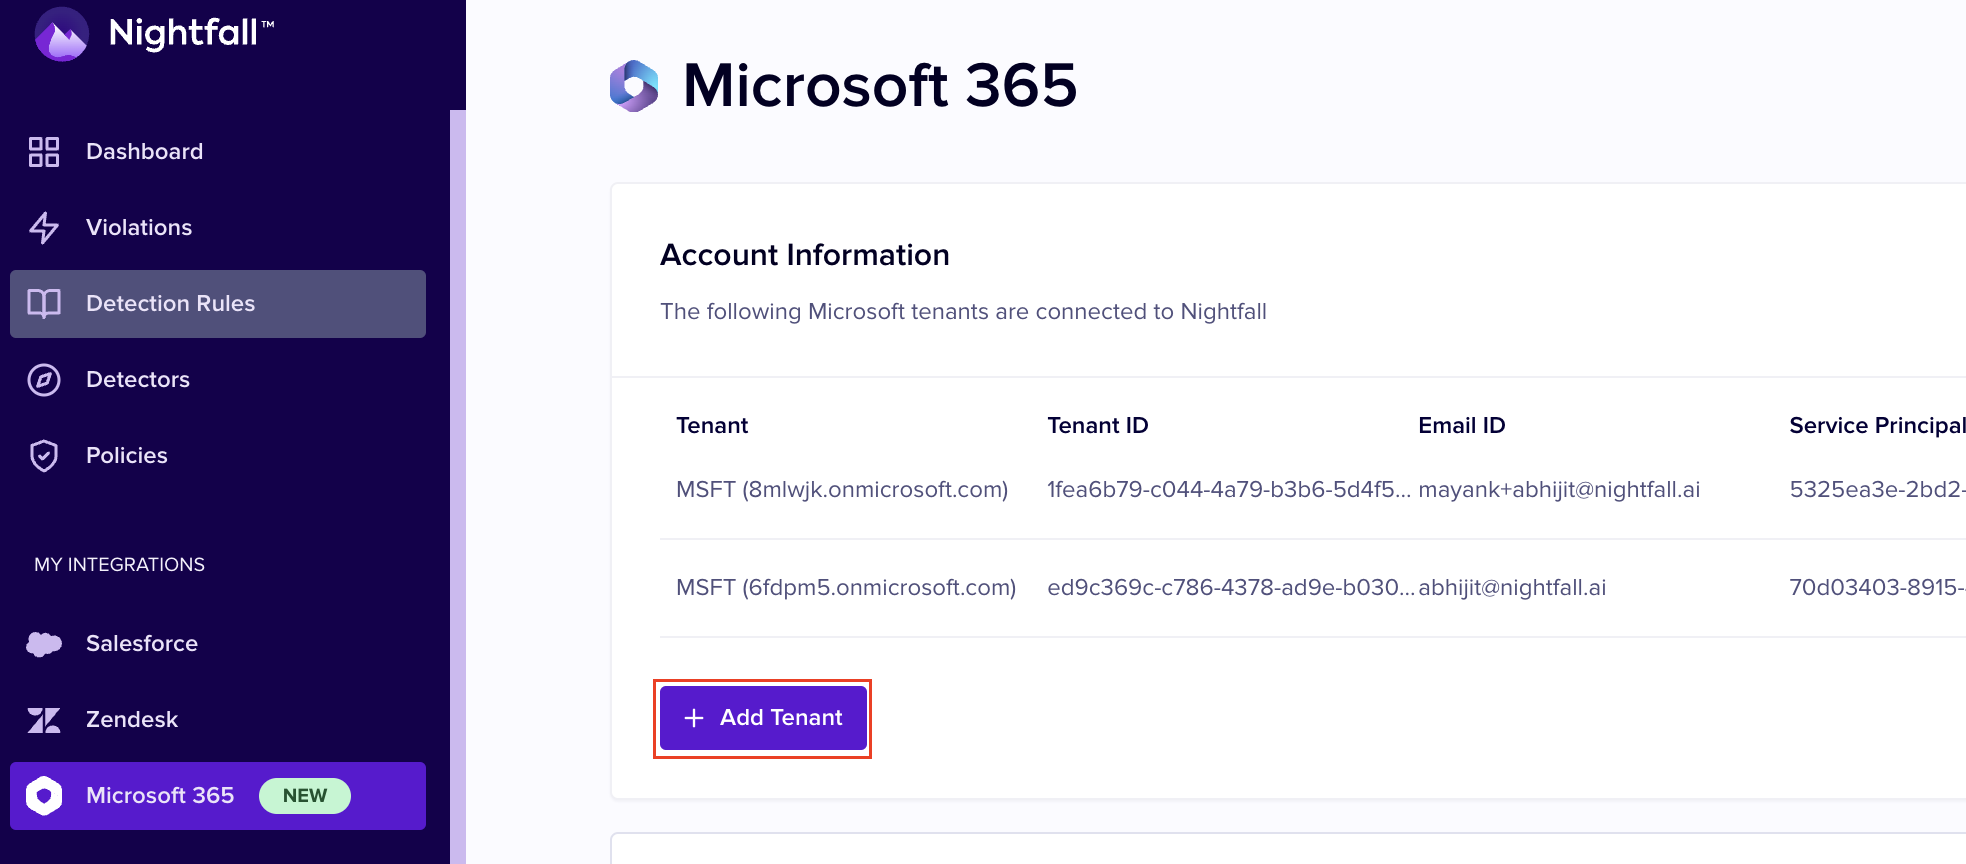 Nightfall™
Dashboard
Violations
Detection Rules
Detectors
Policies
MY INTEGRATIONS
Salesforce
Zendesk
Microsoft 365 NEW
Microsoft 365
Account Information
The following Microsoft tenants are connected to Nightfall
Tenant Tenant ID Email ID Service Principal
MSFT (8mlwjk.onmicrosoft.com) 1fea6b79-c044-4a79-b3b6-5d4f5... mayank+abhijit@nightfall.ai 5325ea3e-2bd2-
MSFT (6fdpm5.onmicrosoft.com) ed9c369c-c786-4378-ad9e-b030... abhijit@nightfall.ai 70d03403-8915-
+ Add Tenant